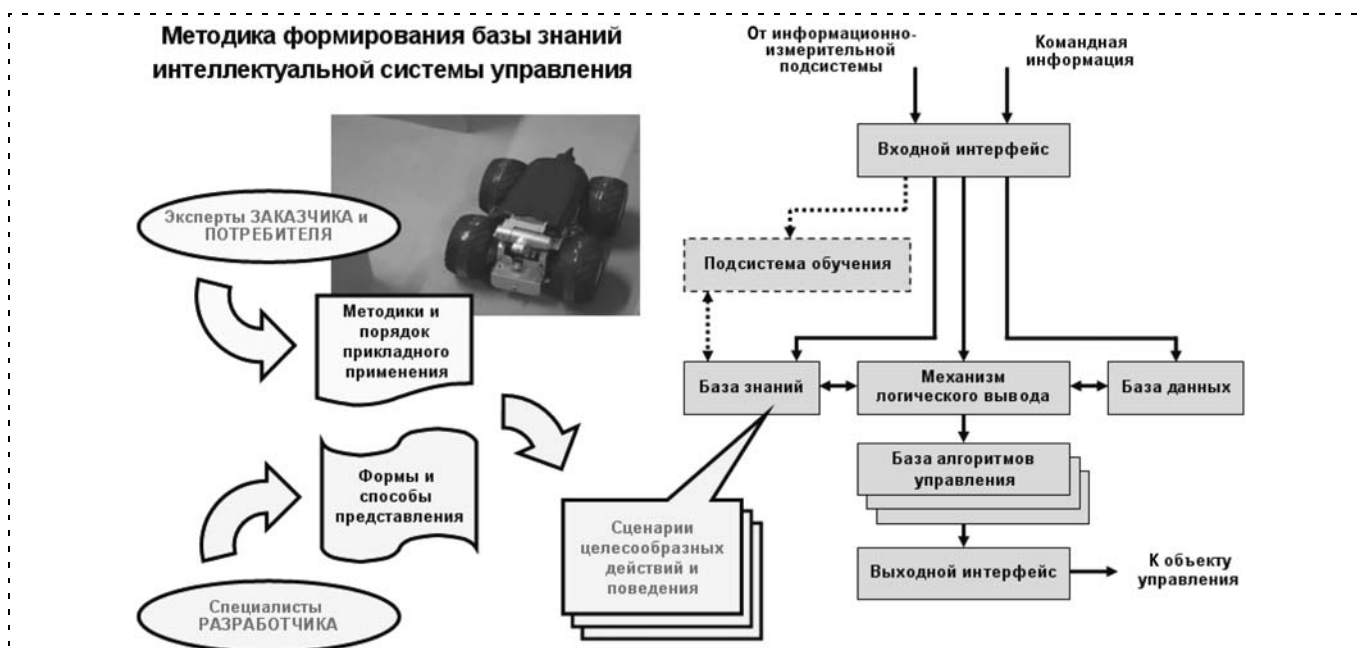 Методика формирования базы знаний
интеллектуальной системы управления
Эксперты ЗАКАЗЧИКА и
ПОТРЕБИТЕЛЯ
Методики и
порядок
прикладного
применения
Формы и
способы
представления
Специалисты
РАЗРАБОТЧИКА
Сценарии
целесообразных
действий и
поведения
От информационно-
измерительной
подсистемы
Командная
информация
Входной интерфейс
Подсистема обучения
База знаний
Механизм
логического вывода
База данных
База алгоритмов
управления
Выходной интерфейс
К объекту
управления